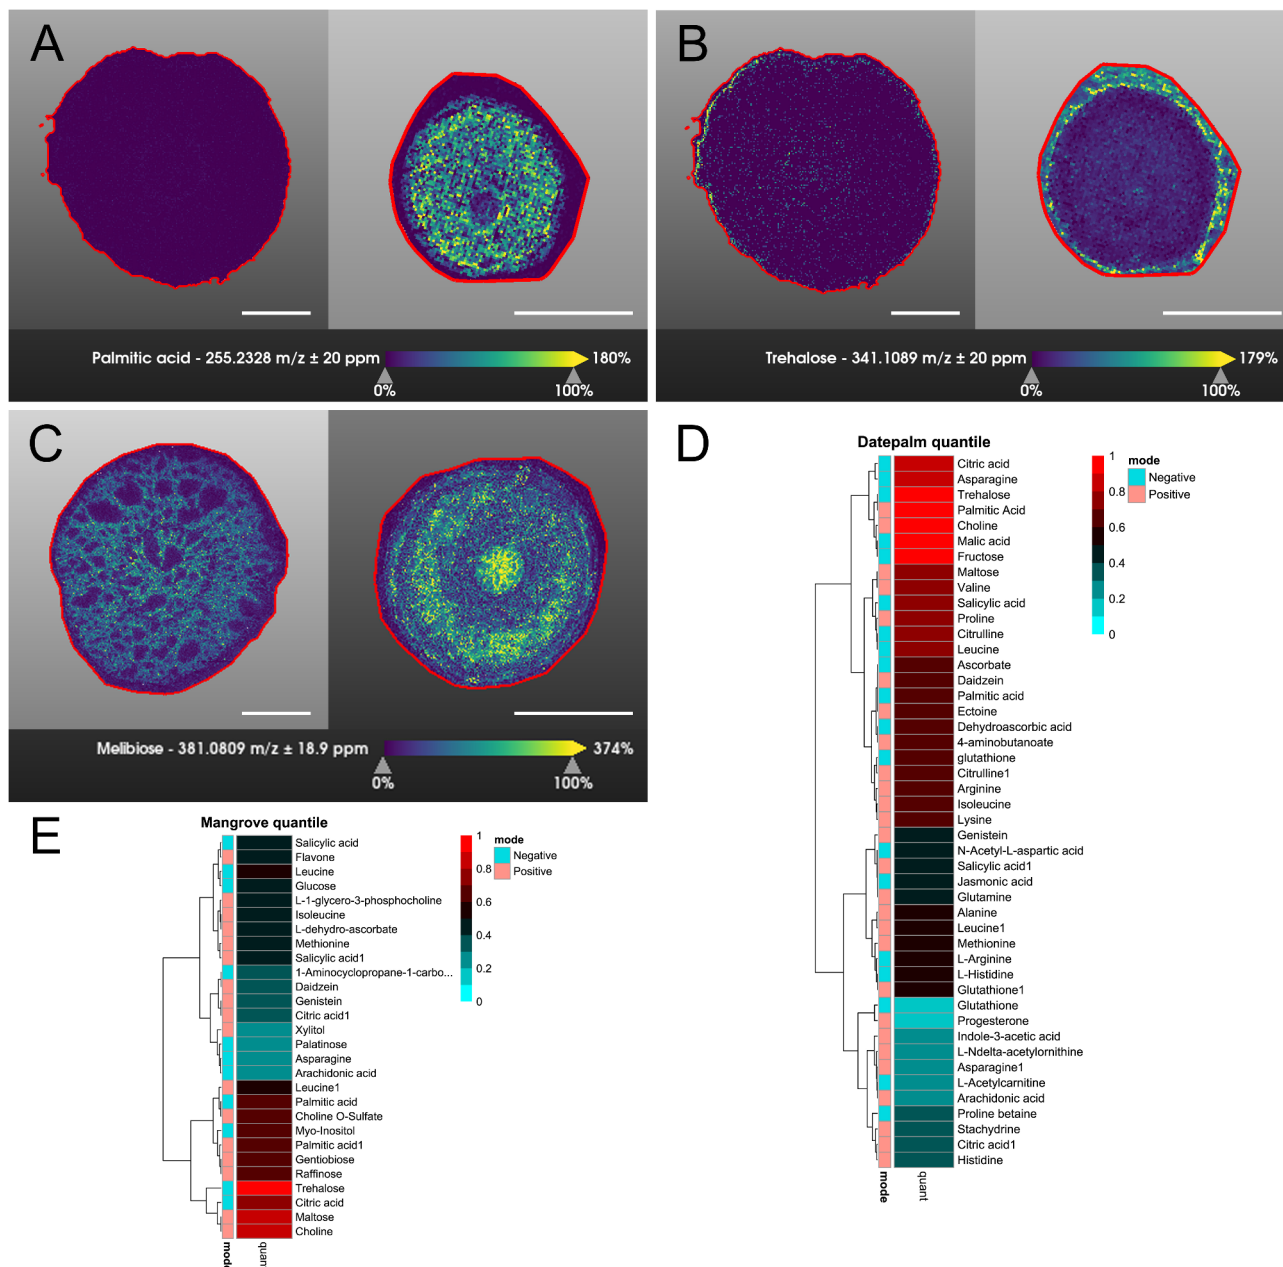 A
B
Palmitic acid - 255.2328 m/z ± 20 ppm
180%
0%
100%
Trehalose - 341.1089 m/z ± 20 ppm
179%
0%
100%
C
Melibiose - 381.0809 m/z ± 18.9 ppm
374%
0%
100%
D
Datepalm quantile
Citric acid
Asparagine
Trehalose
Palmitic Acid
Choline
Malic acid
Fructose
Maltose
Valine
Salicylic acid
Proline
Citrulline
Leucine
Ascorbate
Daidzein
Palmitic acid
Ectoine
Dehydroascorbic acid
4-aminobutanoate
glutathione
Citrulline1
Arginine
Isoleucine
Lysine
Genistein
N-Acetyl-L-aspartic acid
Salicylic acid1
Jasmonic acid
Glutamine
Alanine
Leucine1
Methionine
L-Arginine
L-Histidine
Glutathione1
Glutathione
Progesterone
Indole-3-acetic acid
L-Ndelta-acetylornithine
Asparagine1
L-Acetylcarnitine
Arachidonic acid
Proline betaine
Stachydrine
Citric acid1
Histidine
mode
quant
1
0.8
0.6
0.4
0.2
0
mode
Negative
Positive
E
Mangrove quantile
Salicylic acid
Flavone
Leucine
Glucose
L-1-glycero-3-phosphocholine
Isoleucine
L-dehydro-ascorbate
Methionine
Salicylic acid1
1-Aminocyclopropane-1-carbo...
Daidzein
Genistein
Citric acid1
Xylitol
Palatinose
Asparagine
Arachidonic acid
Leucine1
Palmitic acid
Choline O-Sulfate
Myo-Inositol
Palmitic acid1
Gentiobiose
Raffinose
Trehalose
Citric acid
Maltose
Choline
1
0.8
0.6
0.4
0.2
0
mode
Negative
Positive